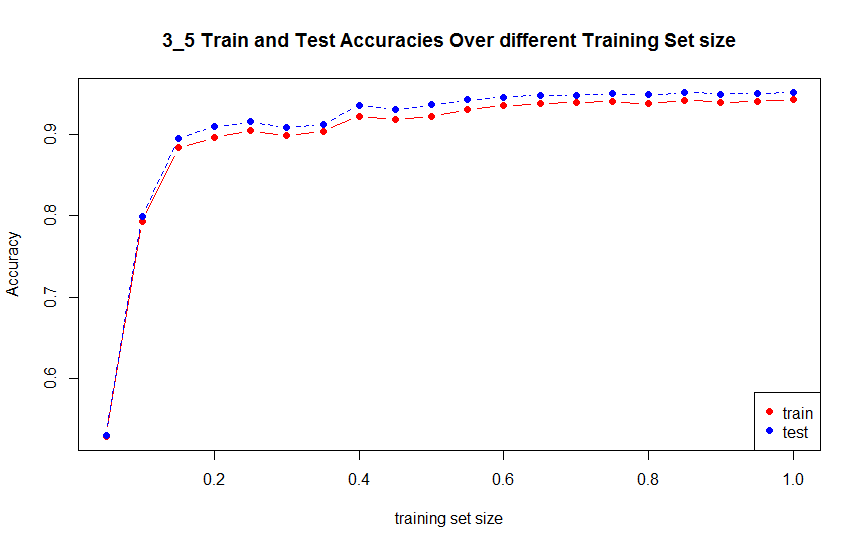 3_5 Train and Test Accuracies Over different Training Set size
Accuracy
0.9
0.8
0.7
0.6
train
test
0.2
0.4
0.6
0.8
1.0
training set size